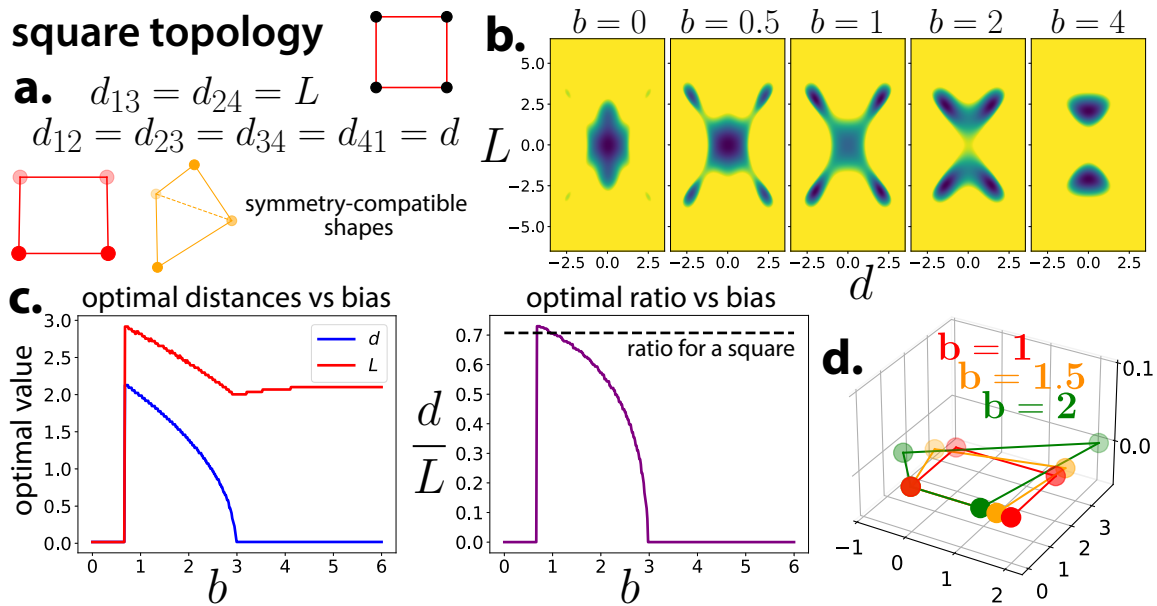 square topology
a.
d₁₃ = d₂₄ = L
d₁₂ = d₂₃ = d₃₄ = d₄₁ = d
symmetry-compatible
shapes
b.
b = 0
b = 0.5
b = 1
b = 2
b = 4
L
5.0
2.5
0.0
−2.5
−5.0
−2.5 0.0 2.5
−2.5 0.0 2.5
−2.5 0.0 2.5
−2.5 0.0 2.5
−2.5 0.0 2.5
d
c.
optimal distances vs bias
optimal value
3.0
2.5
2.0
1.5
1.0
0.5
0.0
d
L
0 1 2 3 4 5 6
b
optimal ratio vs bias
d/L
0.7
0.6
0.5
0.4
0.3
0.2
0.1
0.0
ratio for a square
0 1 2 3 4 5 6
b
d.
b = 1
b = 1.5
b = 2
0.1
0.0
−1 0 1 2
0 1 2 3